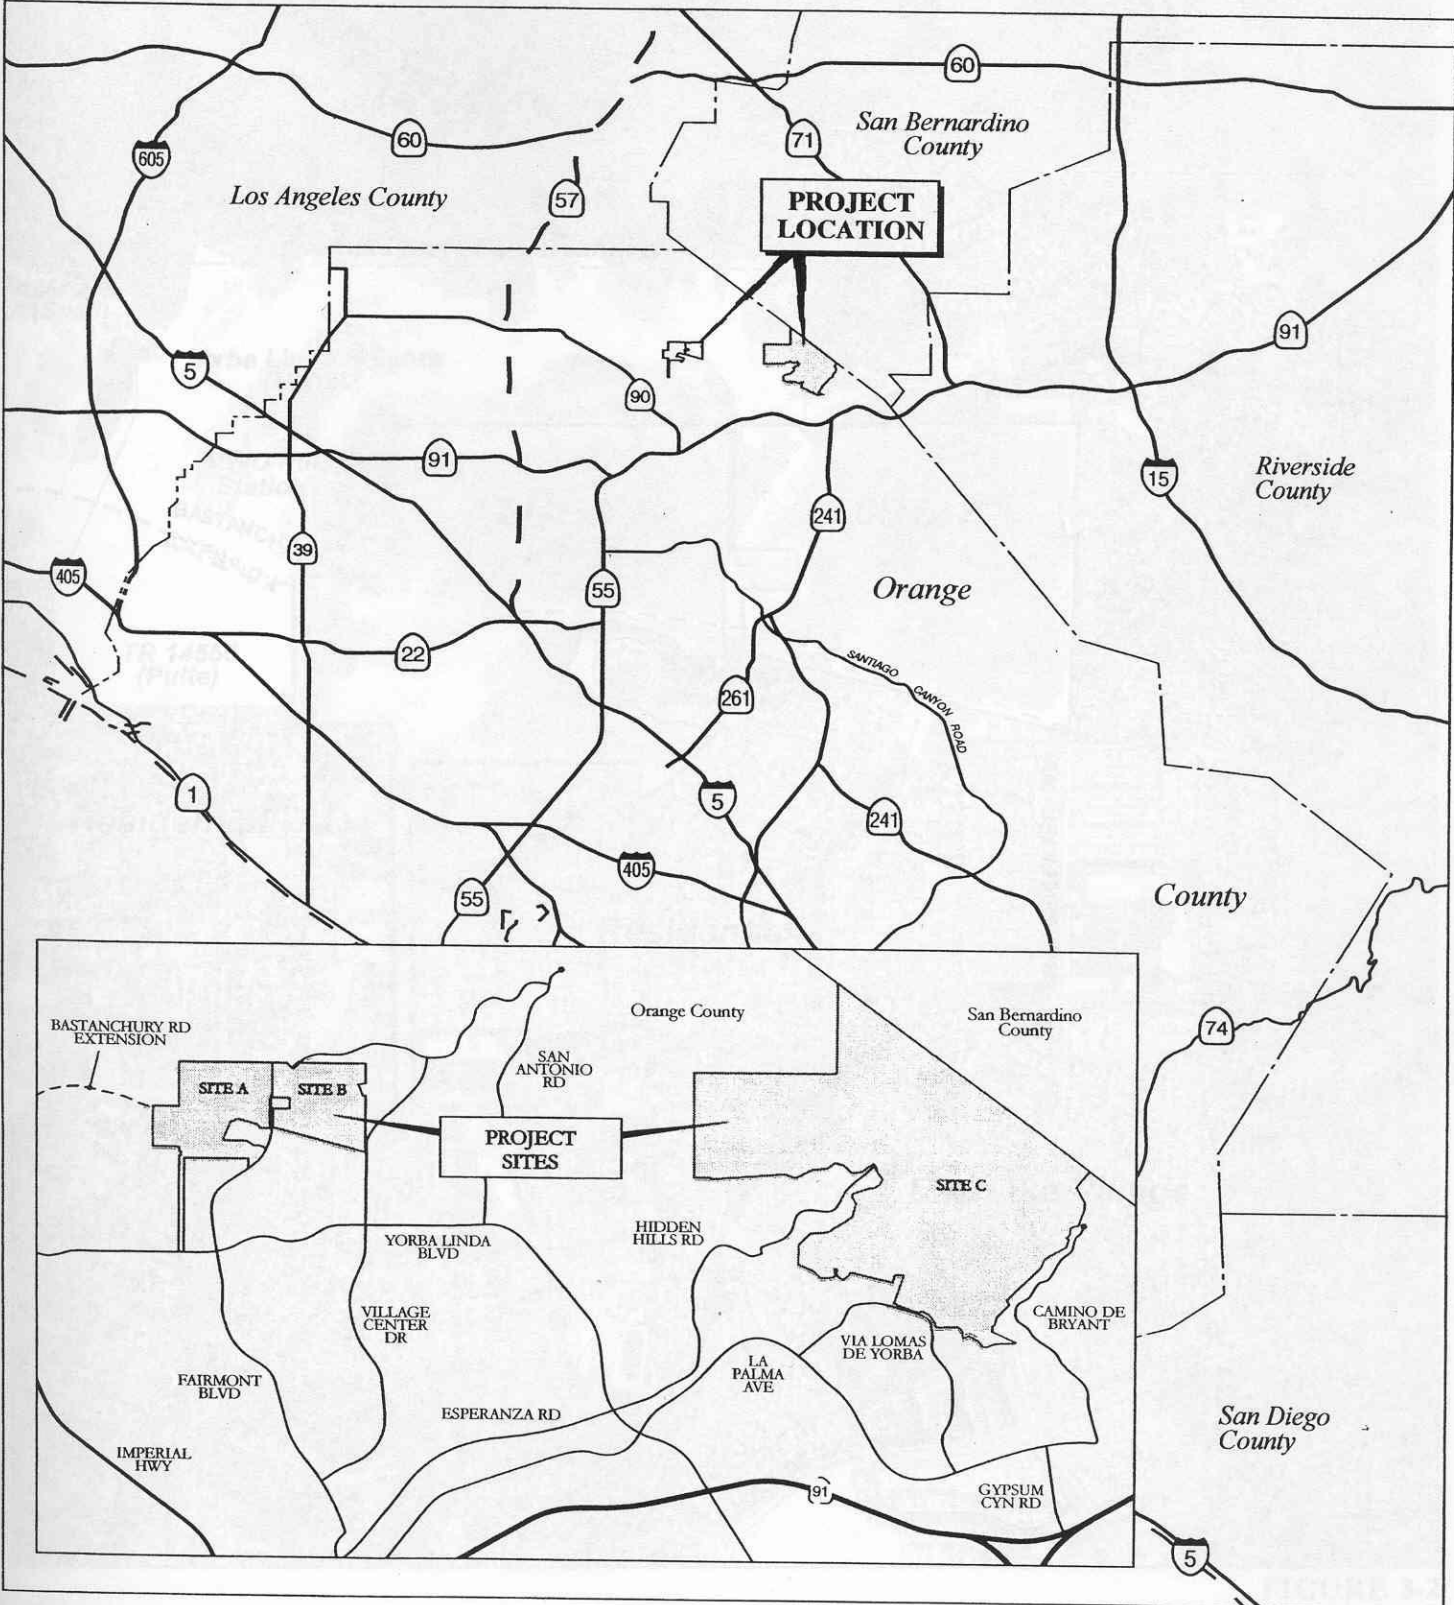 60
60
71
San Bernardino
County
605
Los Angeles County
57
PROJECT
LOCATION
91
5
90
91
15
Riverside
County
241
39
405
55
Orange
22
SANTIAGO
CANYON
ROAD
261
1
5
241
405
55
County
74
Orange County
San Bernardino
County
BASTANCHURY RD
EXTENSION
SAN
ANTONIO
RD
SITE A
SITE B
PROJECT
SITES
SITE C
YORBA LINDA
BLVD
HIDDEN
HILLS RD
VILLAGE
CENTER
DR
CAMINO DE
BRYANT
VIA LOMAS
DE YORBA
LA
PALMA
AVE
FAIRMONT
BLVD
ESPERANZA RD
IMPERIAL
HWY
91
GYPSUM
CYN RD
San Diego
County
5